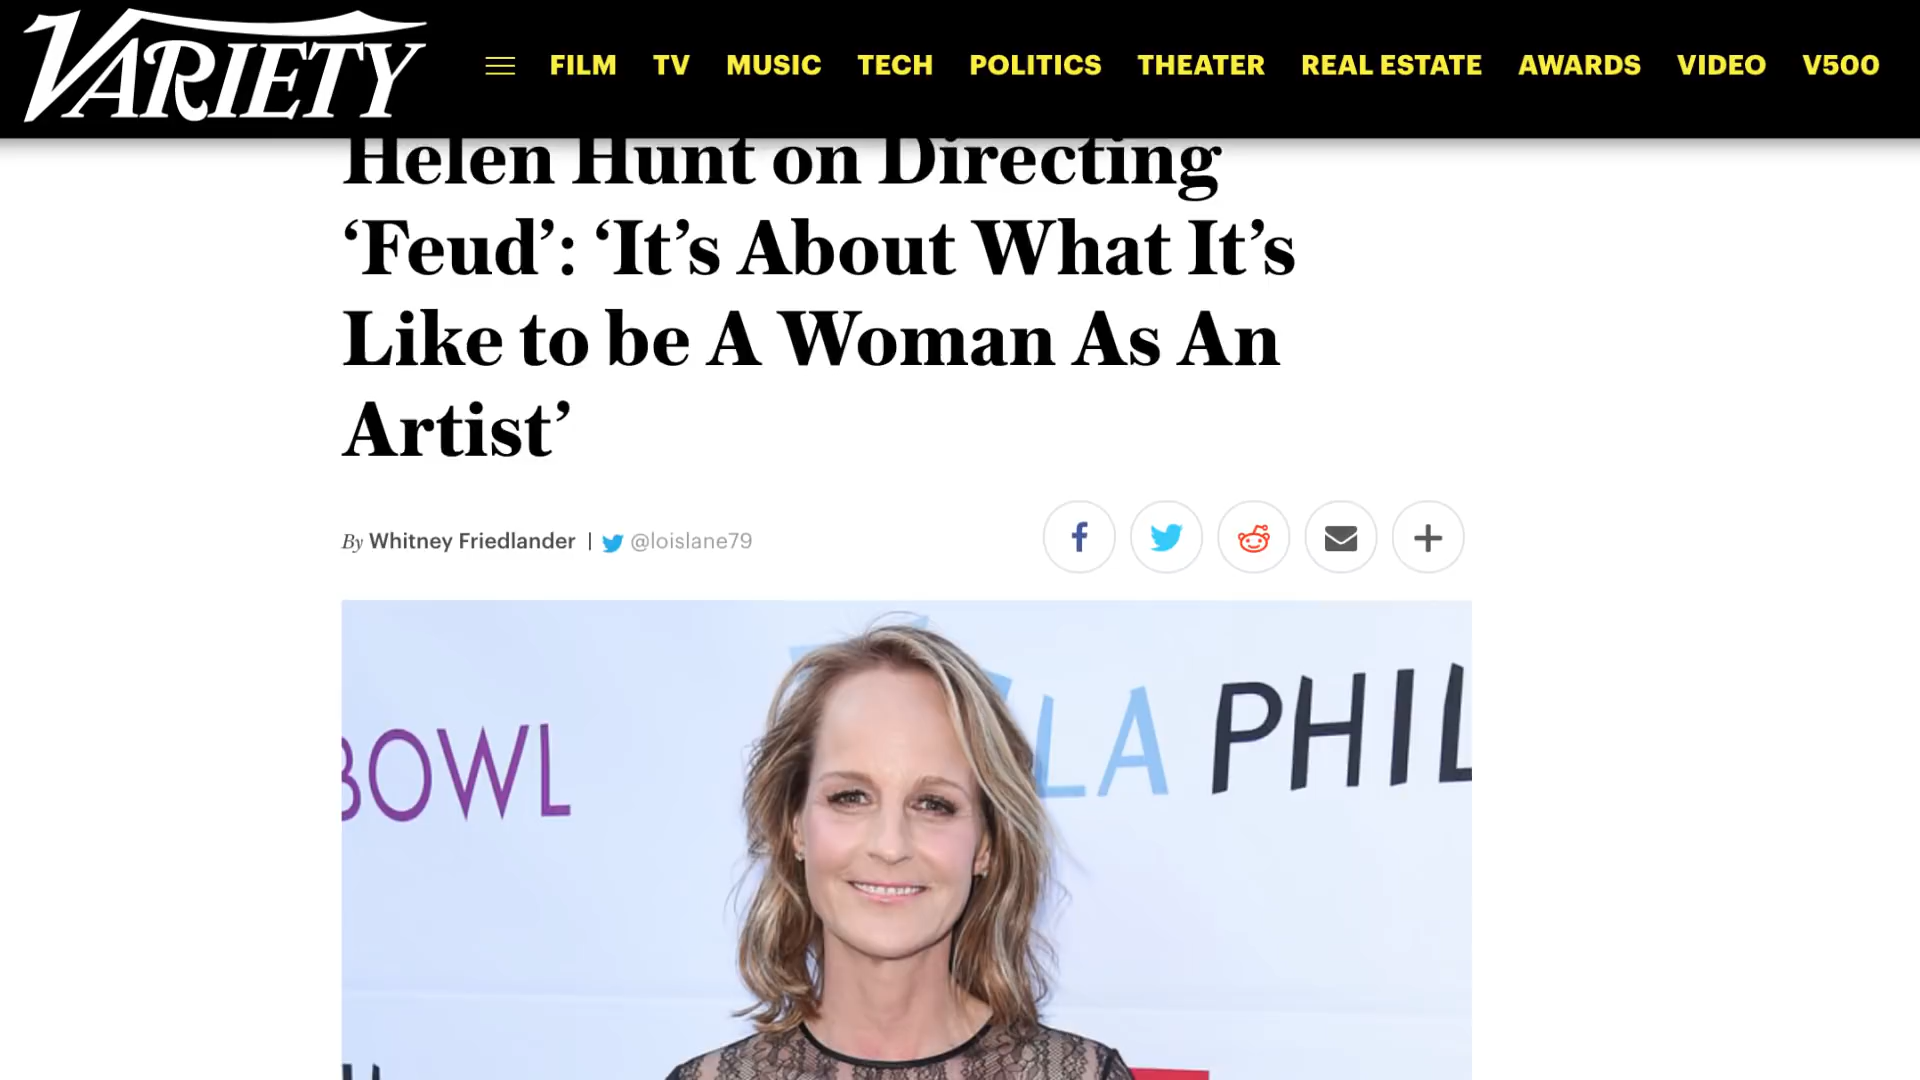 VARIETY
FILM TV MUSIC TECH POLITICS THEATER REAL ESTATE AWARDS VIDEO V500
Helen Hunt on Directing
‘Feud’: ‘It’s About What It’s
Like to be A Woman As An
Artist’
By Whitney Friedlander | @loislane79
BOWL
LA PHIL